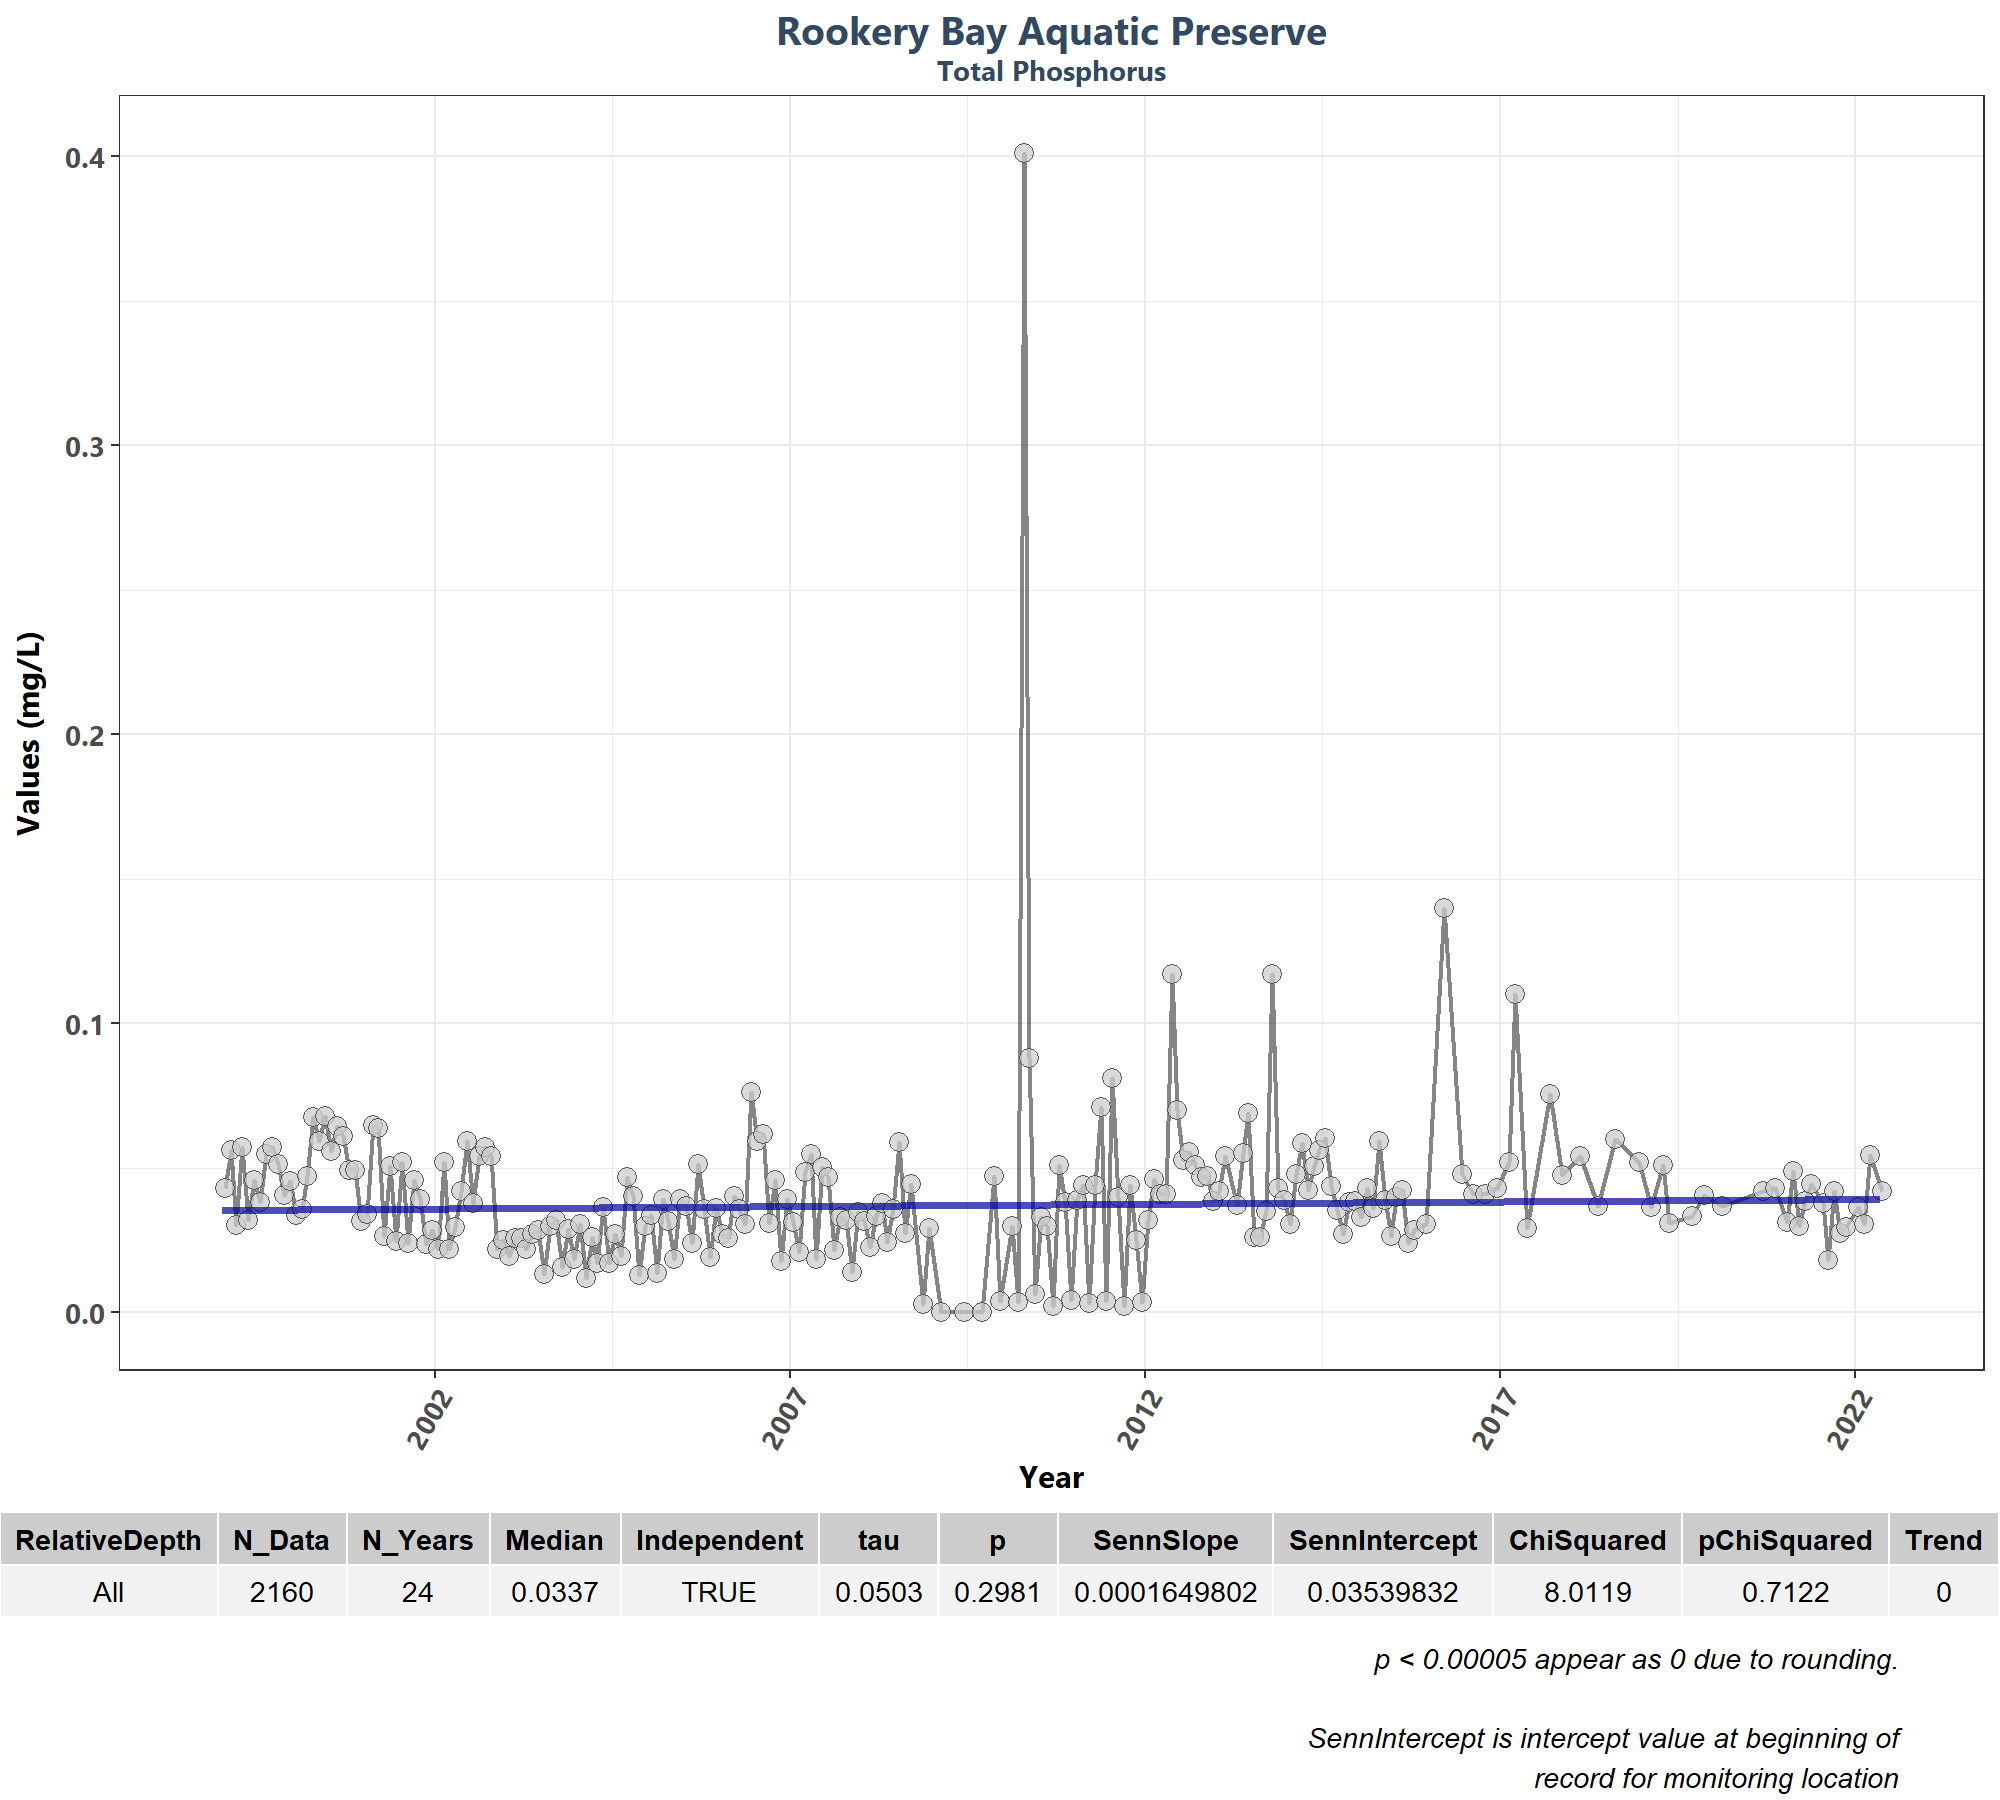 Rookery Bay Aquatic Preserve
Total Phosphorus
Values (mg/L)
0.4
0.3
0.2
0.1
0.0
2002 2007 2012 2017 2022
Year
RelativeDepth N_Data N_Years Median Independent tau p SennSlope SennIntercept ChiSquared pChiSquared Trend
All 2160 24 0.0337 TRUE 0.0503 0.2981 0.0001649802 0.03539832 8.0119 0.7122 0
p < 0.00005 appear as 0 due to rounding.
SennIntercept is intercept value at beginning of
record for monitoring location